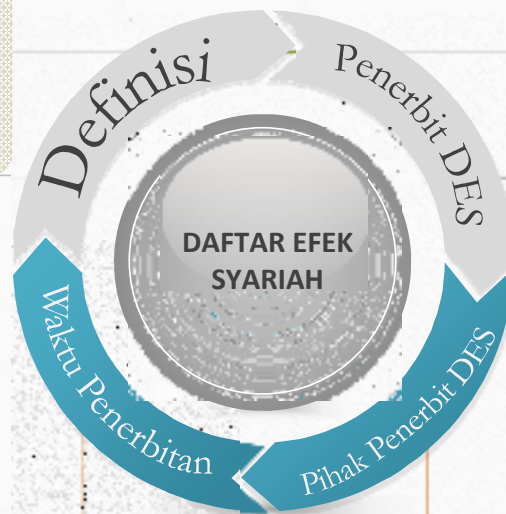 Definisi
Penerbit DES
DAFTAR EFEK
SYARIAH
Pihak Penerbit DES
Waktu Penerbitan